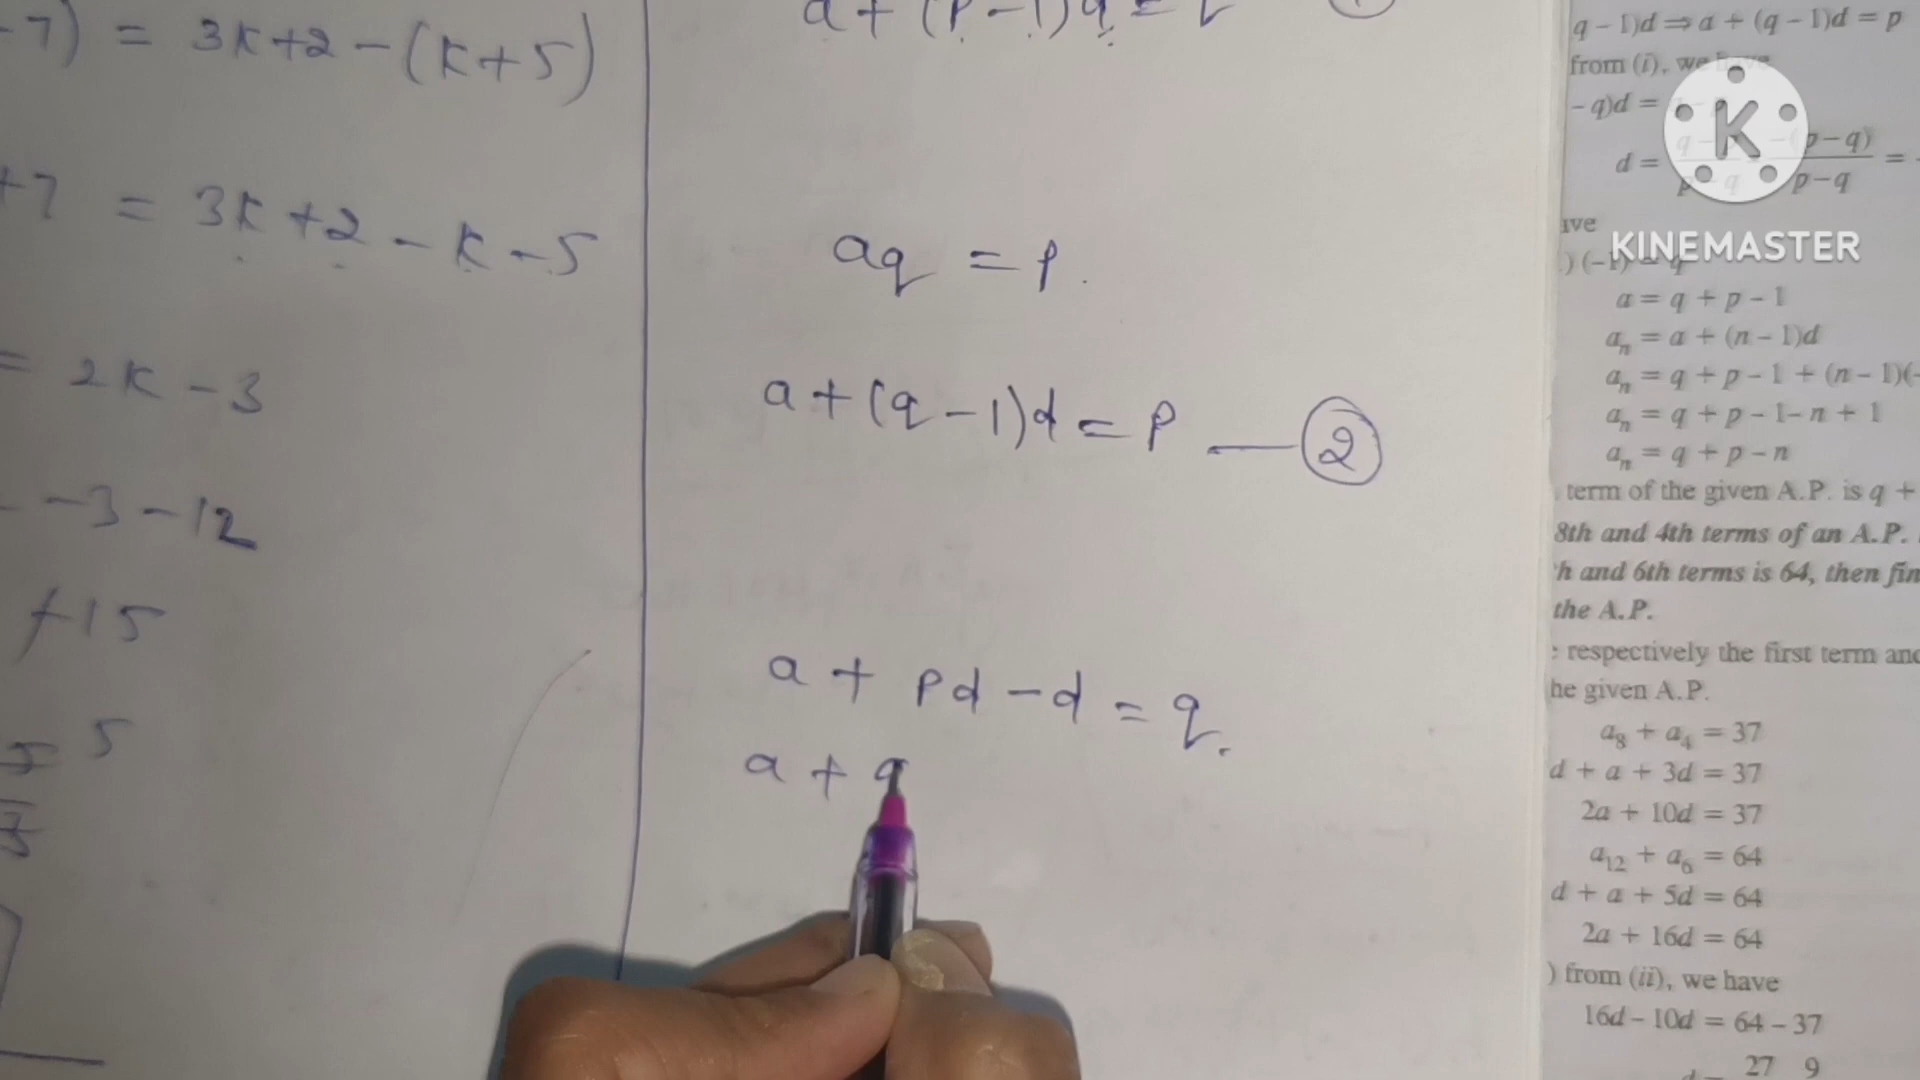 -7) = 3k+2-(k+5)
+7 = 3k+2-k-5
= 2k-3
-3-12
+15
5
a+(p-1)d = q
aq = p.
a+(q-1)d = p — 2
a + pd - d = q.
a + q
q - 1)d ⇒ a + (q - 1)d = p
from (i), we have
- q)d =
d = p-q) p-q =
) (-1) = q
a = q + p - 1
aₙ = a + (n - 1)d
aₙ = q + p - 1 + (n - 1)(-
aₙ = q + p - 1- n + 1
aₙ = q + p - n
term of the given A.P. is q +
8th and 4th terms of an A.P.
and 6th terms is 64, then
the A.P.
respectively the first term
given A.P.
a₈ + a₄ = 37
d + a + 3d = 37
2a + 10d = 37
a₁₂ + a₆ = 64
d + a + 5d = 64
2a + 16d = 64
) from (ii), we have
16d - 10d = 64 - 37
27 9
K
KINEMASTER